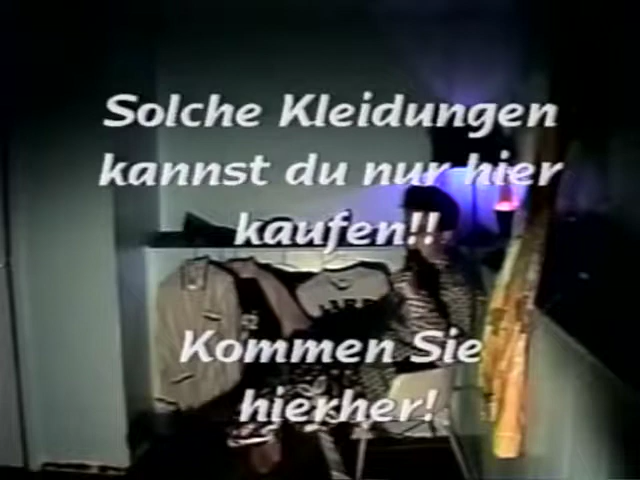 Solche Kleidungen
kannst du nur hier
kaufen!!
Kommen Sie
hierher!